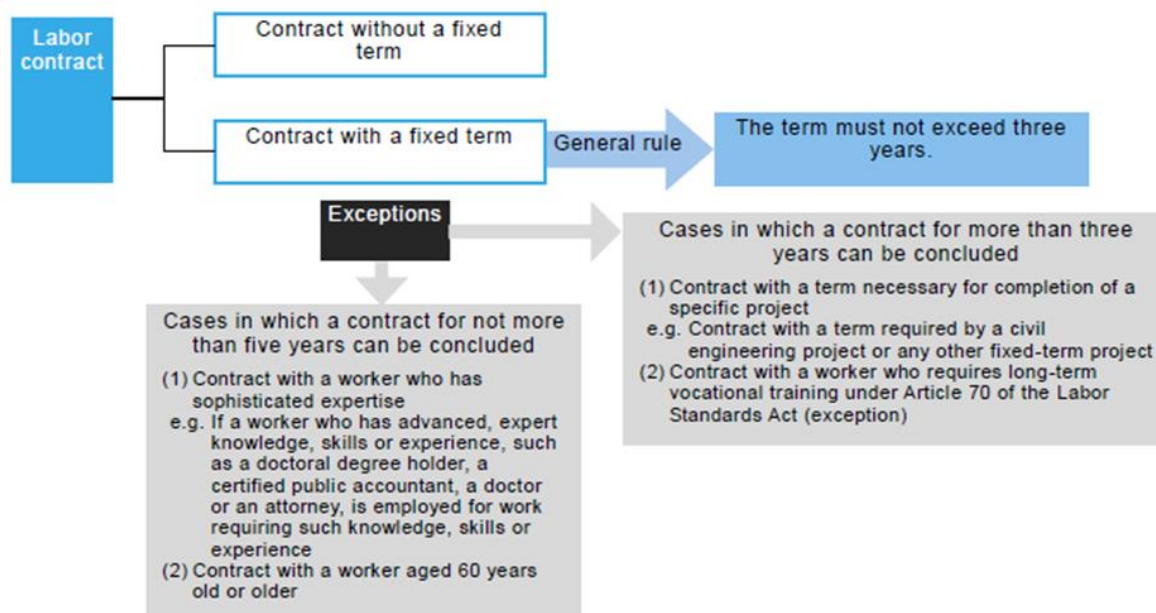 Labor
contract
Contract without a fixed
term
Contract with a fixed term
General rule
The term must not exceed three
years.
Exceptions
Cases in which a contract for more than three
years can be concluded
(1) Contract with a term necessary for completion of a
specific project
e.g. Contract with a term required by a civil
engineering project or any other fixed-term project
(2) Contract with a worker who requires long-term
vocational training under Article 70 of the Labor
Standards Act (exception)
Cases in which a contract for not more
than five years can be concluded
(1) Contract with a worker who has
sophisticated expertise
e.g. If a worker who has advanced, expert
knowledge, skills or experience, such
as a doctoral degree holder, a
certified public accountant, a doctor
or an attorney, is employed for work
requiring such knowledge, skills or
experience
(2) Contract with a worker aged 60 years
old or older